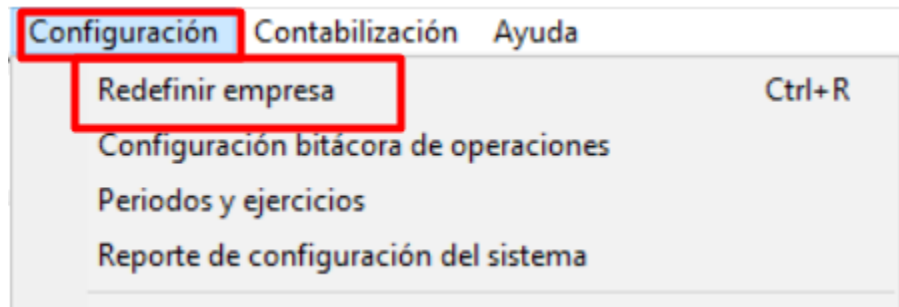 Configuración Contabilización Ayuda
Redefinir empresa Ctrl+R
Configuración bitácora de operaciones
Periodos y ejercicios
Reporte de configuración del sistema